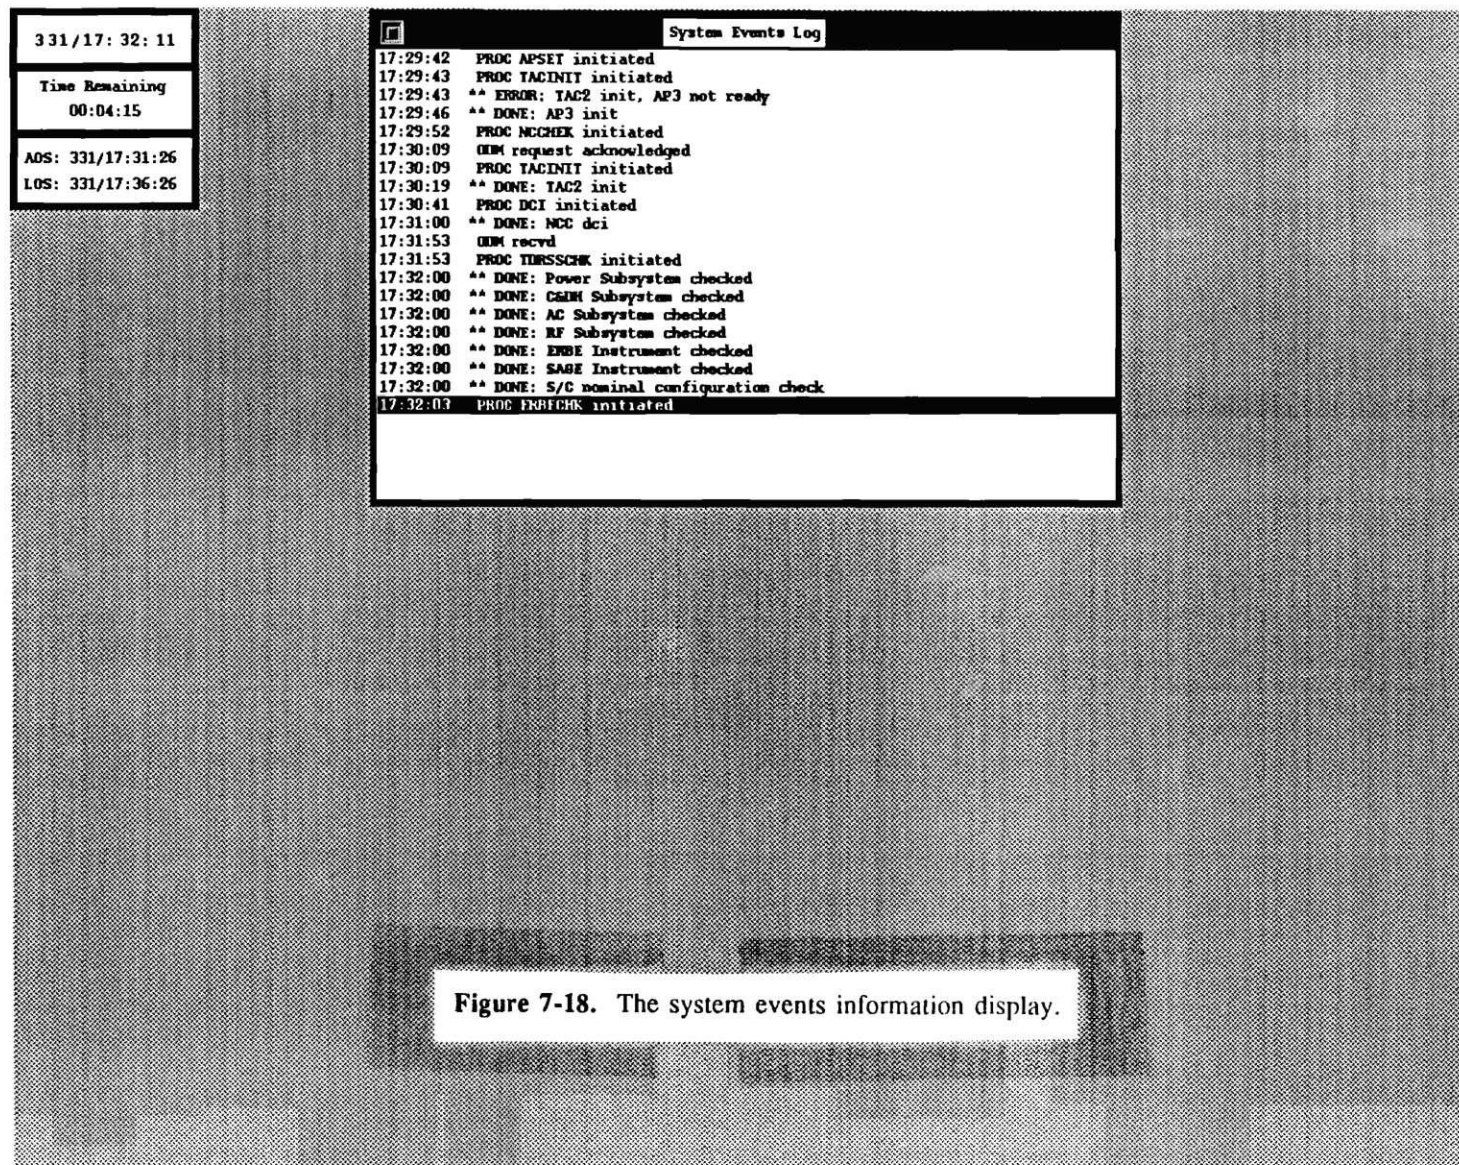 331/17:32:11
Time Remaining
00:04:15
AOS: 331/17:31:26
LOS: 331/17:36:26
System Events Log
17:29:42 PROC APSET initiated
17:29:43 PROC TACINIT initiated
17:29:43 ** ERROR: TAC2 init, AP3 not ready
17:29:46 ** DONE: AP3 init
17:29:52 PROC NCCHEK initiated
17:30:09 ODM request acknowledged
17:30:09 PROC TACINIT initiated
17:30:19 ** DONE: TAC2 init
17:30:41 PROC DCI initiated
17:31:00 ** DONE: NCC dci
17:31:53 ODM recvd
17:31:53 PROC TDRSSCHK initiated
17:32:00 ** DONE: Power Subsystem checked
17:32:00 ** DONE: C&DH Subsystem checked
17:32:00 ** DONE: AC Subsystem checked
17:32:00 ** DONE: RF Subsystem checked
17:32:00 ** DONE: ERBE Instrument checked
17:32:00 ** DONE: SAGE Instrument checked
17:32:00 ** DONE: S/C nominal configuration check
17:32:03 PROC ERBECHK initiated
Figure 7-18. The system events information display.